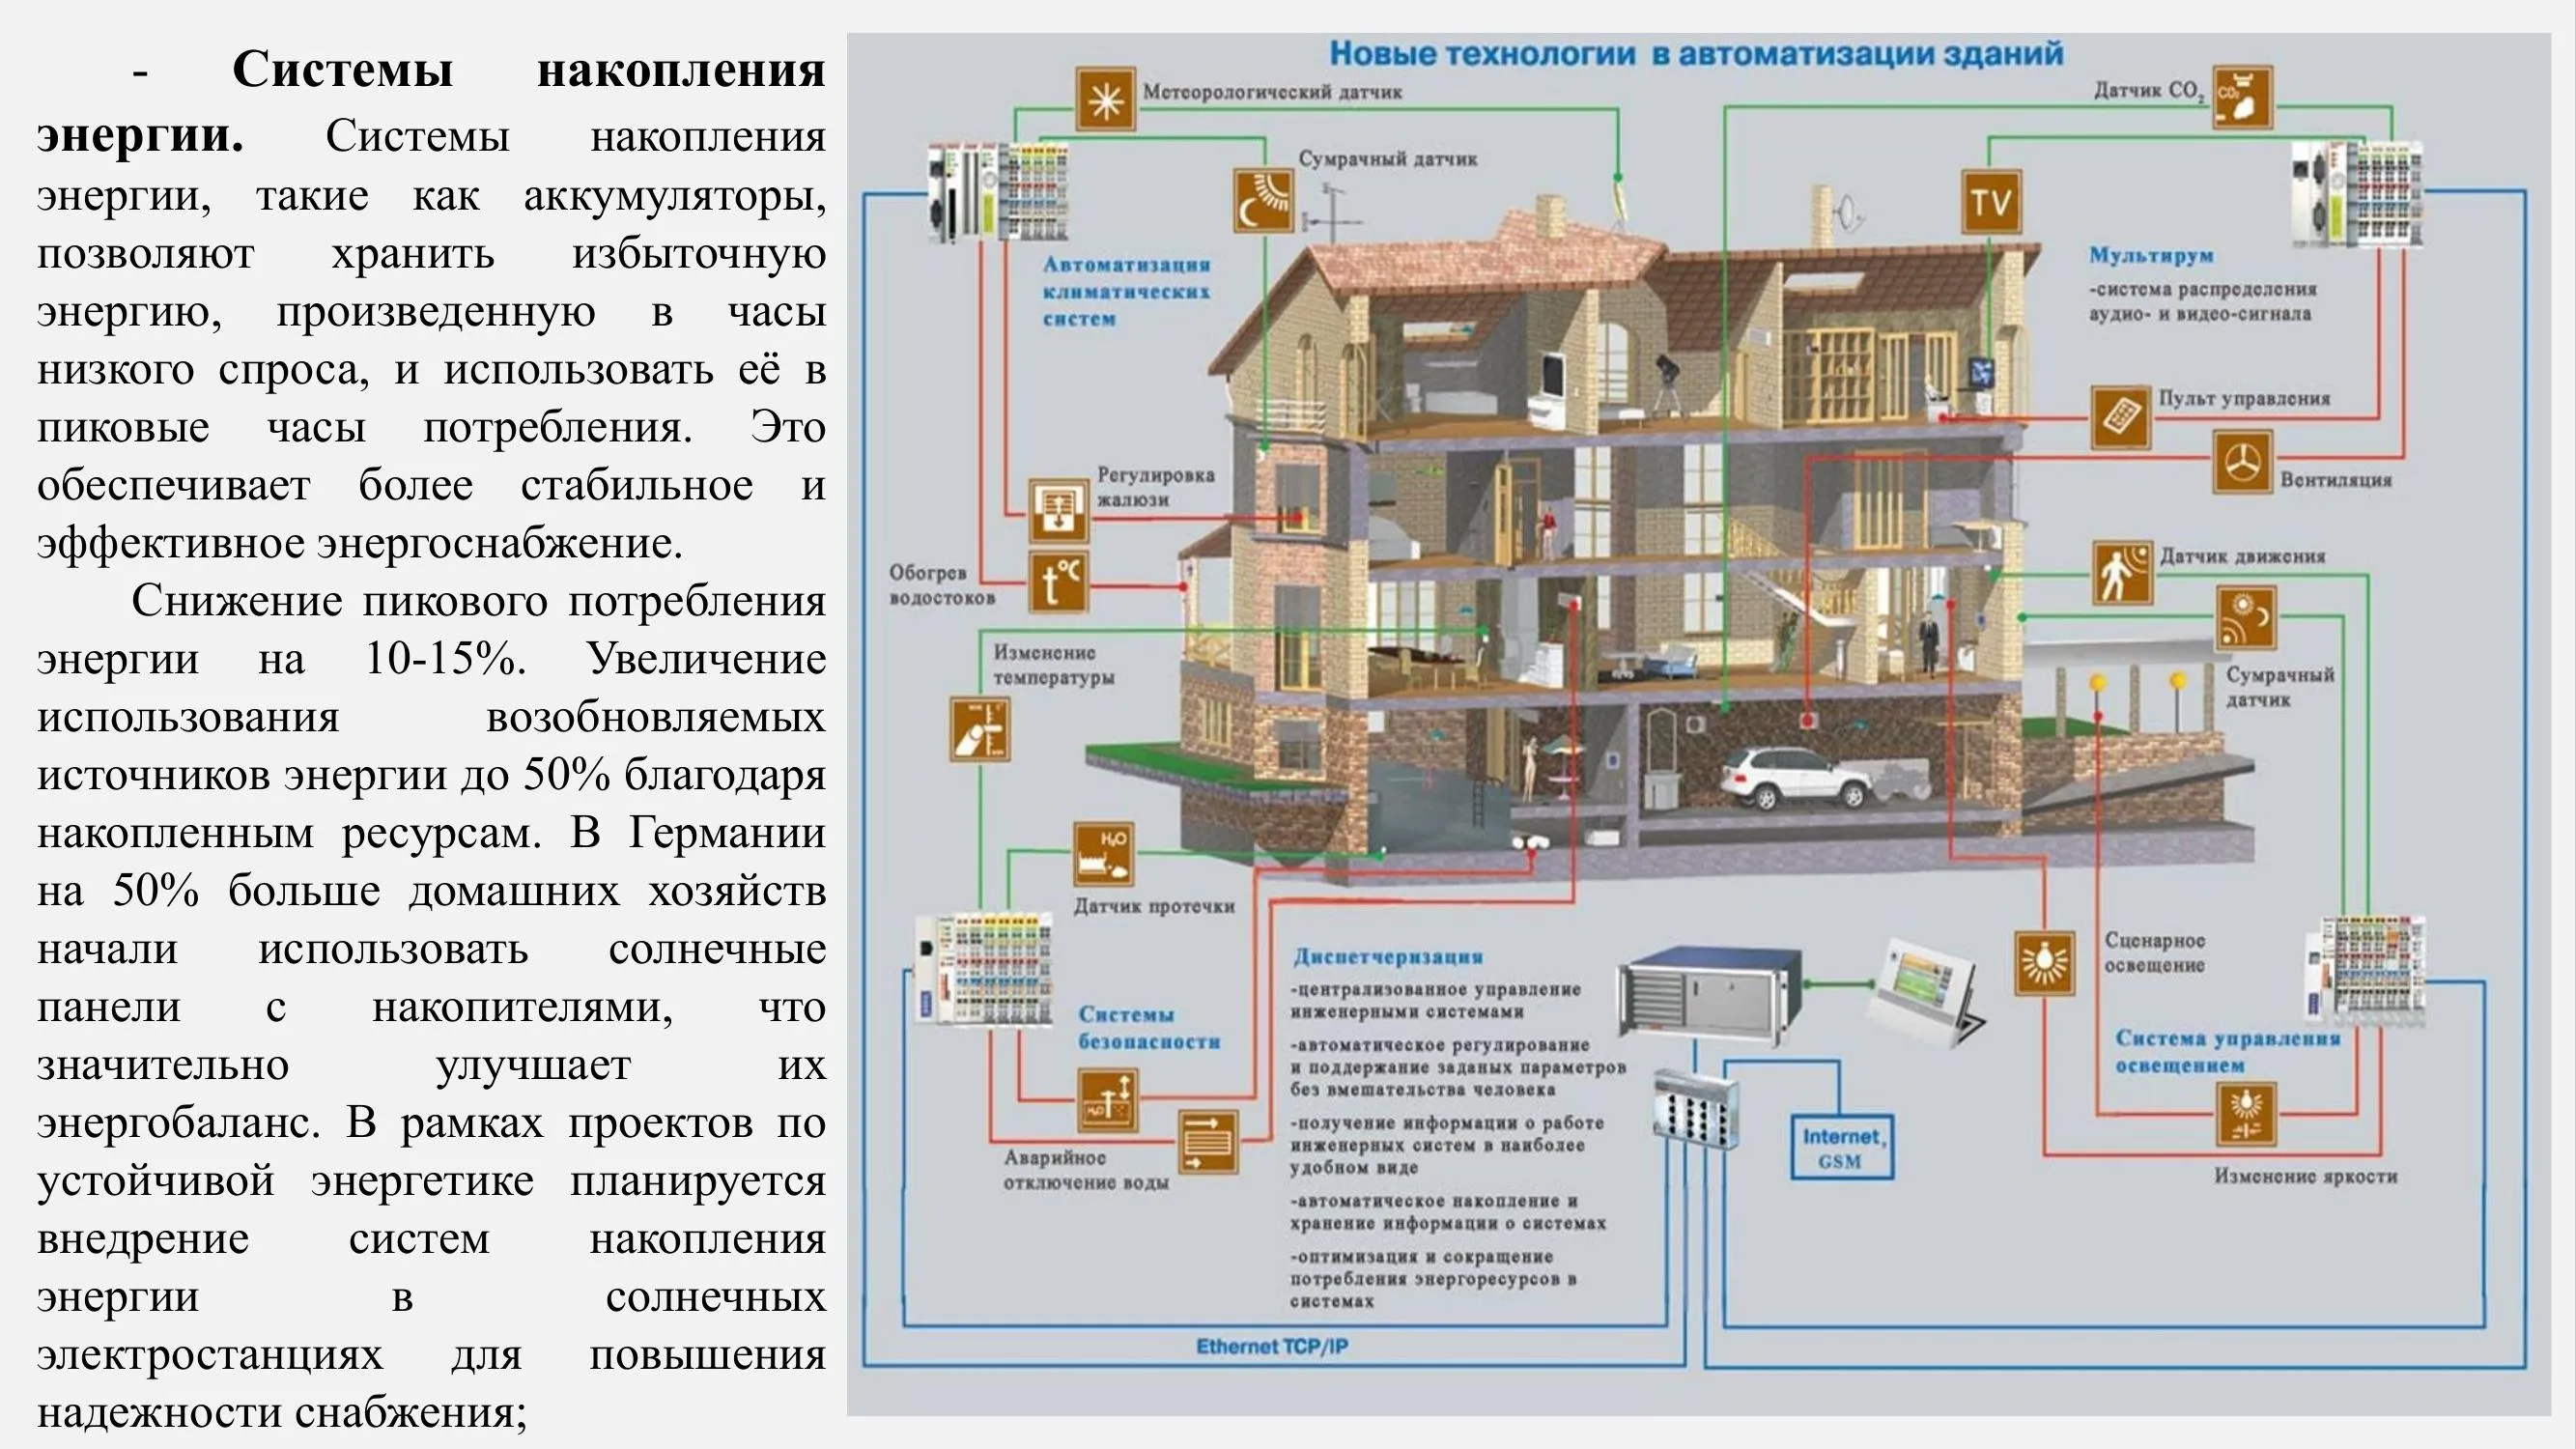 - Системы накопления
энергии. Системы накопления
энергии, такие как аккумуляторы,
позволяют хранить избыточную
энергию, произведенную в часы
низкого спроса, и использовать её в
пиковые часы потребления. Это
обеспечивает более стабильное и
эффективное энергоснабжение.
Снижение пикового потребления
энергии на 10-15%. Увеличение
использования возобновляемых
источников энергии до 50% благодаря
накопленным ресурсам. В Германии
на 50% больше домашних хозяйств
начали использовать солнечные
панели с накопителями, что
значительно улучшает их
энергобаланс. В рамках проектов по
устойчивой энергетике планируется
внедрение систем накопления
энергии в солнечных
электростанциях для повышения
надежности снабжения;
Новые технологии в автоматизации зданий
Метеорологический датчик
Сумрачный датчик
Автоматизация
климатических
систем
Регулировка
жалюзи
t°C
Обогрев
водостоков
Изменение
температуры
H₂O
Датчик протечки
Системы
безопасности
H₂O
Аварийное
отключение воды
Датчик CO₂
CO₂
TV
Мультирум
-система распределения
аудио- и видео-сигнала
Пульт управления
Вентиляция
Датчик движения
Сумрачный
датчик
Сценарное
освещение
Система управления
освещением
Изменение яркости
Диспетчеризация
-централизованное управление
инженерными системами
-автоматическое регулирование
и поддержание заданых параметров
без вмешательства человека
-получение информации о работе
инженерных систем в наиболее
удобном виде
-автоматическое накопление и
хранение информации о системах
-оптимизация и сокращение
потребления энергоресурсов в
системах
Internet,
GSM
Ethernet TCP/IP